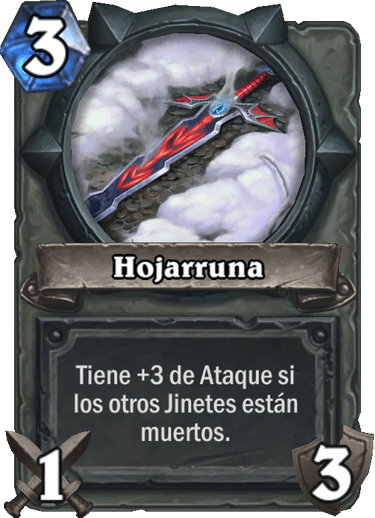 3
Hojarruna
Tiene +3 de Ataque si
los otros Jinetes están
muertos.
1
3